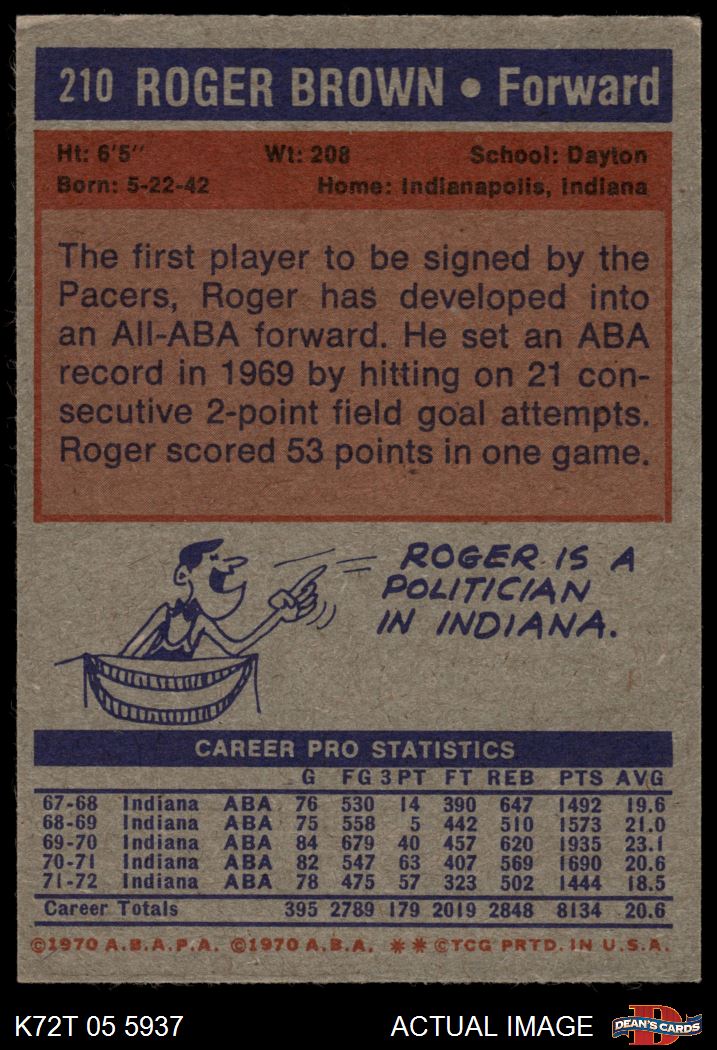 210 ROGER BROWN • Forward
Ht: 6'5" Wt: 208 School: Dayton
Born: 5-22-42 Home: Indianapolis, Indiana
The first player to be signed by the
Pacers, Roger has developed into
an All-ABA forward. He set an ABA
record in 1969 by hitting on 21 con-
secutive 2-point field goal attempts.
Roger scored 53 points in one game.
ROGER IS A
POLITICIAN
IN INDIANA.
CAREER PRO STATISTICS
G FG 3PT FT REB PTS AVG
67-68 Indiana ABA 76 530 14 390 647 1492 19.6
68-69 Indiana ABA 75 558 5 442 510 1573 21.0
69-70 Indiana ABA 84 679 40 457 620 1935 23.1
70-71 Indiana ABA 82 547 63 407 569 1690 20.6
71-72 Indiana ABA 78 475 57 323 502 1444 18.5
Career Totals 395 2789 179 2019 2848 8134 20.6
©1970 A.B.A.P.A. ©1970 A.B.A. ** ©TCG PRTD. IN U.S.A.
K72T 05 5937 ACTUAL IMAGE D DEAN'S CARDS